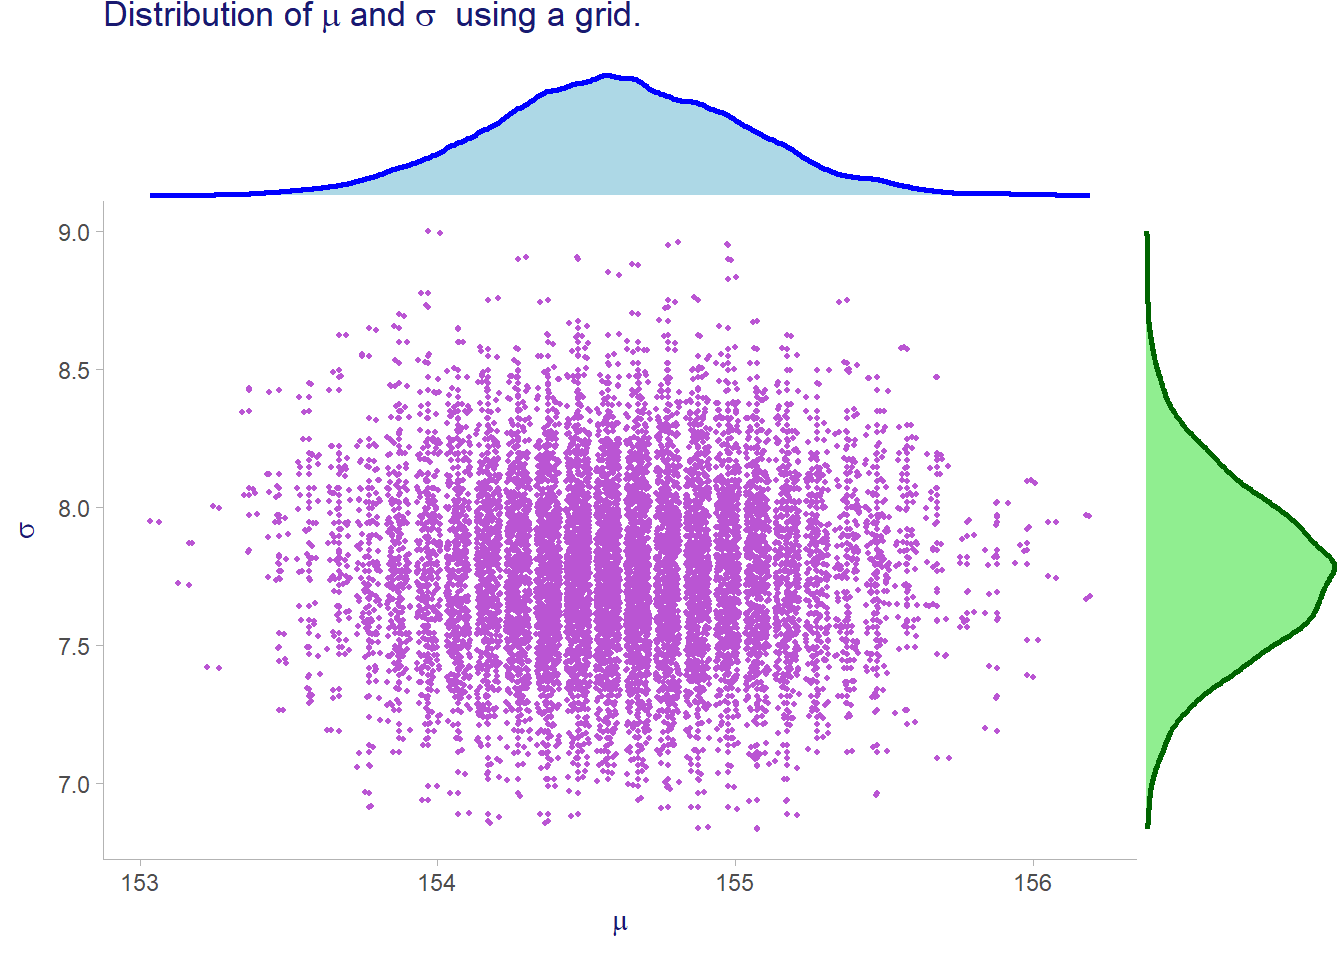 Distribution of μ and σ using a grid.
9.0
8.5
8.0
7.5
7.0
σ
153 154 155 156
μ